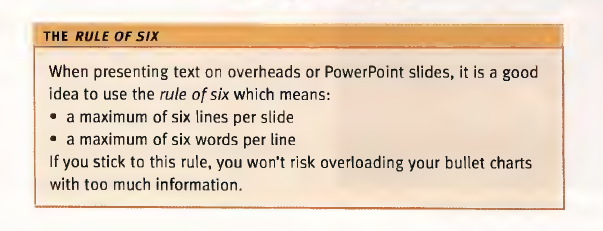 THE RULE OF SIX
When presenting text on overheads or PowerPoint slides, it is a good
idea to use the rule of six which means:
• a maximum of six lines per slide
• a maximum of six words per line
If you stick to this rule, you won't risk overloading your bullet charts
with too much information.